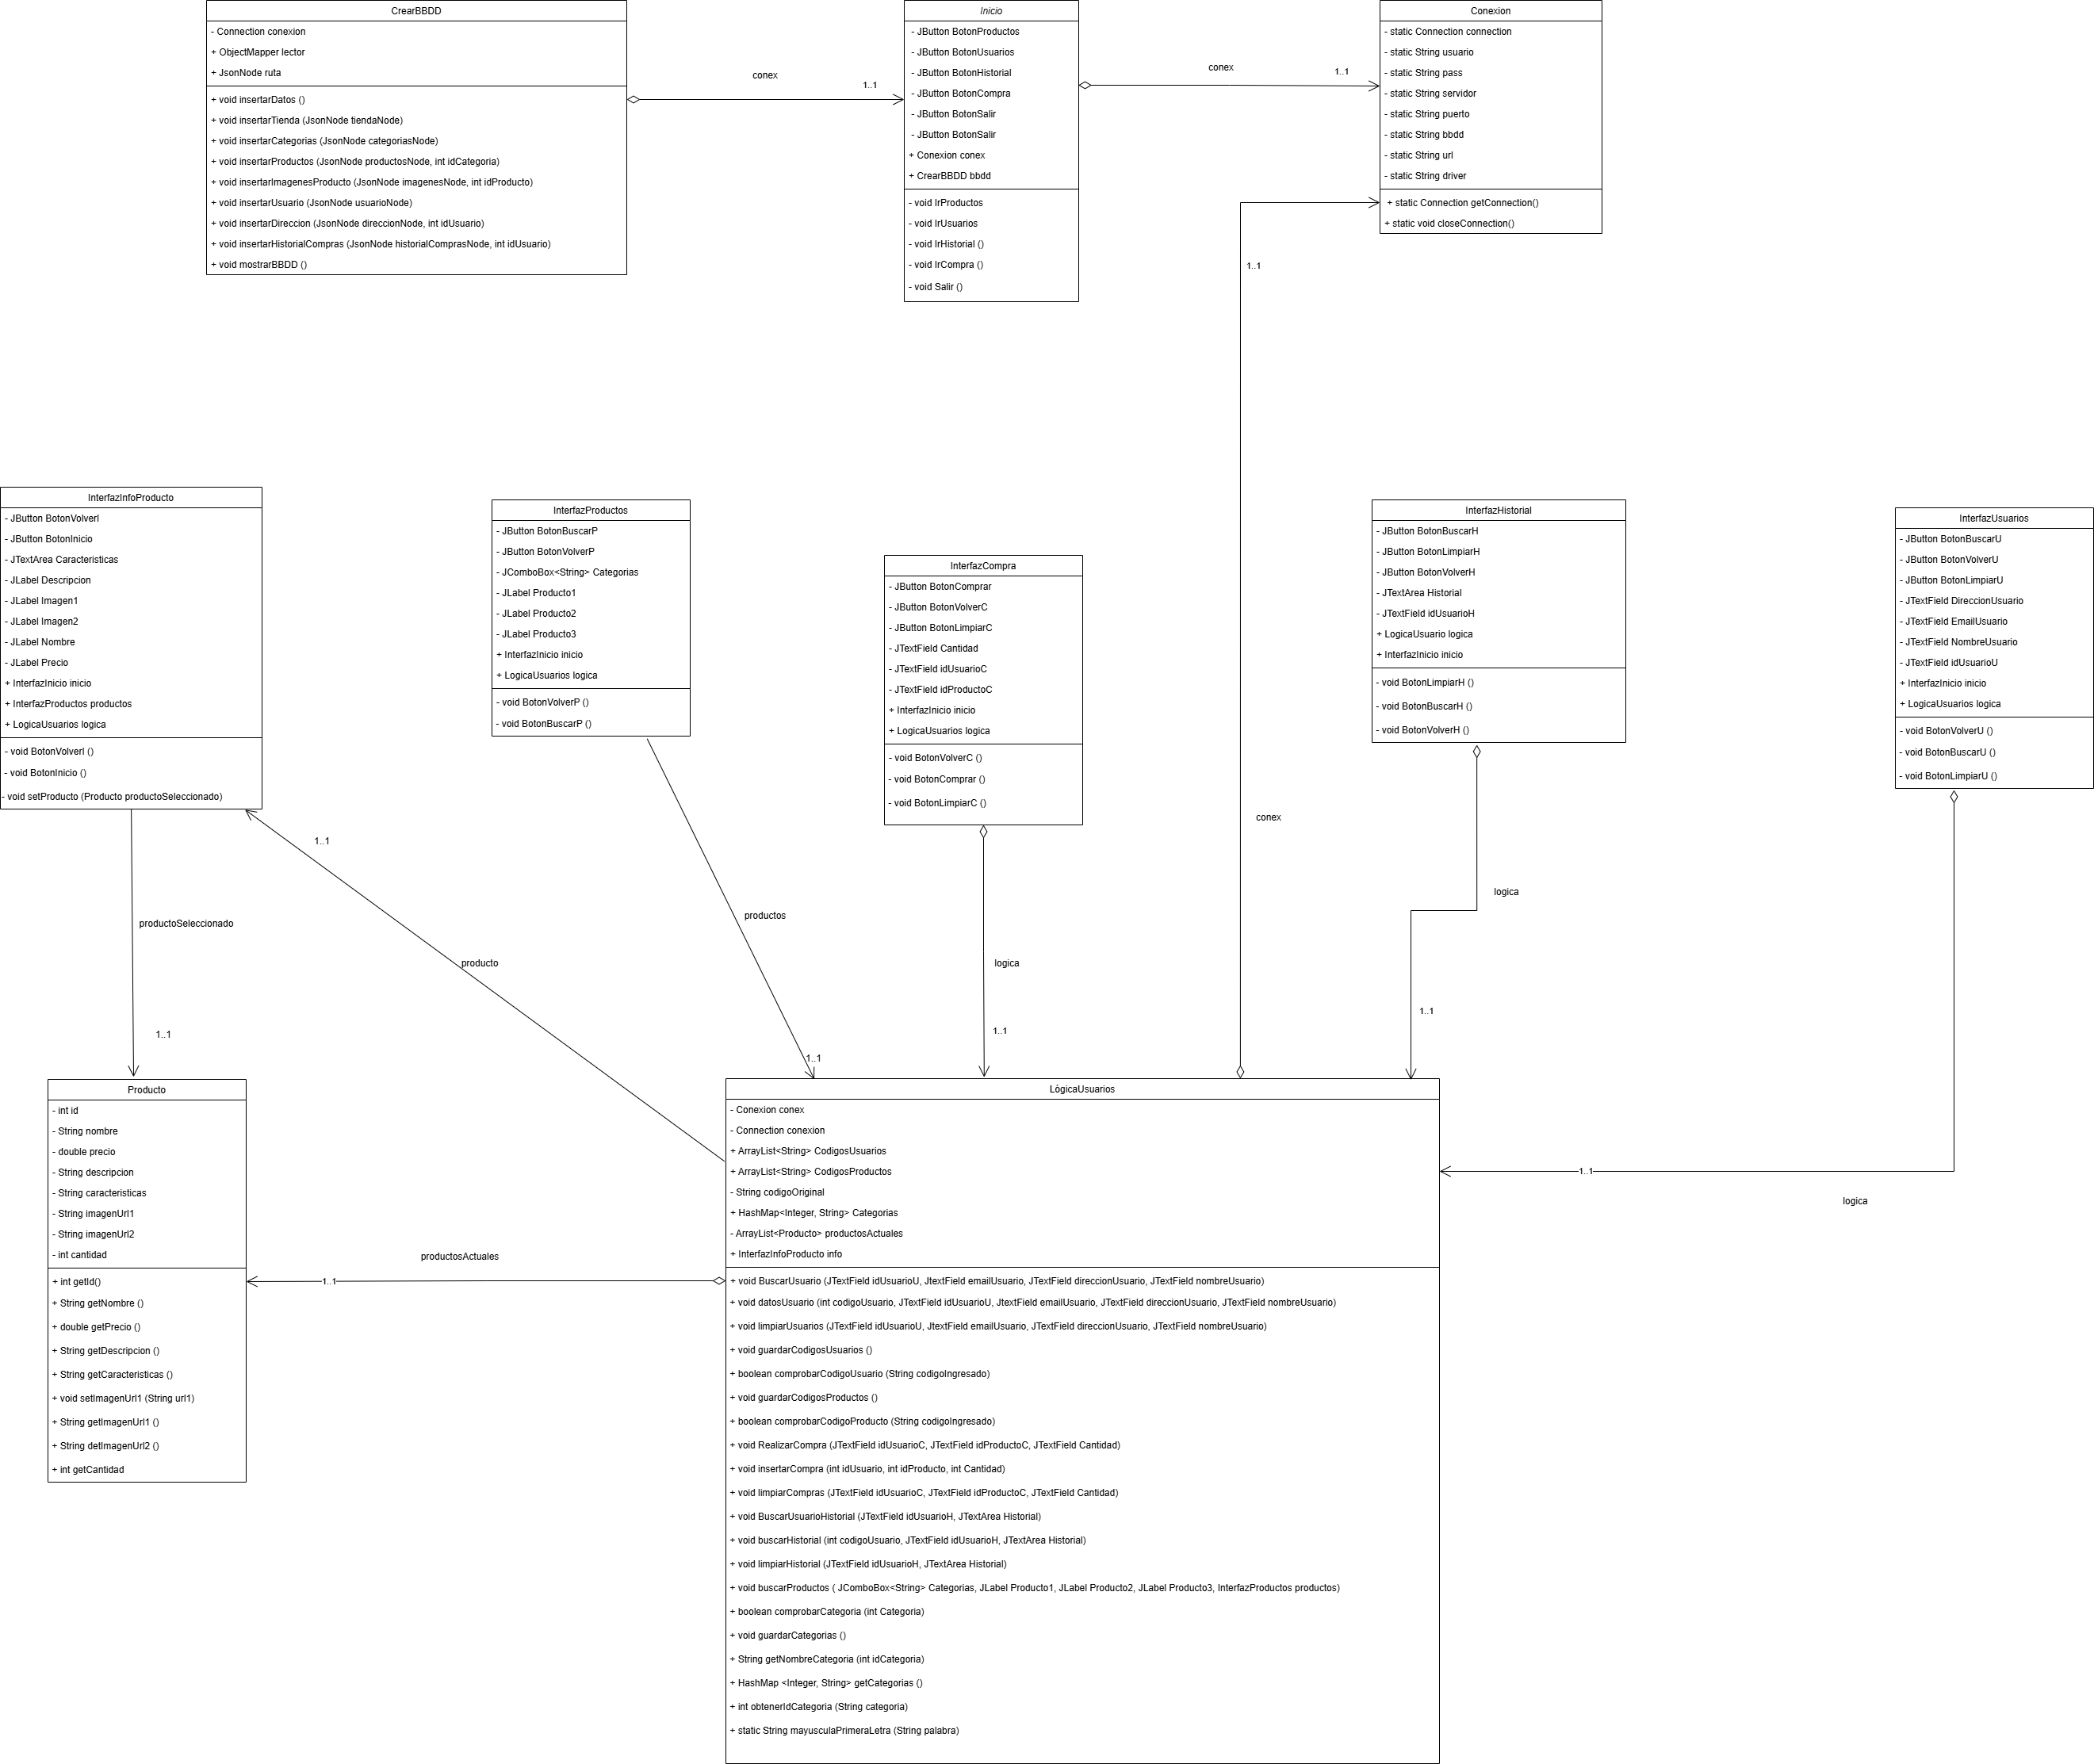 CrearBBDD
- Connection conexion
+ ObjectMapper lector
+ JsonNode ruta
+ void insertarDatos ()
+ void insertarTienda (JsonNode tiendaNode)
+ void insertarCategorias (JsonNode categoriasNode)
+ void insertarProductos (JsonNode productosNode, int idCategoria)
+ void insertarImagenesProducto (JsonNode imagenesNode, int idProducto)
+ void insertarUsuario (JsonNode usuarioNode)
+ void insertarDireccion (JsonNode direccionNode, int idUsuario)
+ void insertarHistorialCompras (JsonNode historialComprasNode, int idUsuario)
+ void mostrarBBDD ()
conex
1..1
Inicio
- JButton BotonProductos
- JButton BotonUsuarios
- JButton BotonHistorial
- JButton BotonCompra
- JButton BotonSalir
- JButton BotonSalir
+ Conexion conex
+ CrearBBDD bbdd
- void IrProductos
- void IrUsuarios
- void IrHistorial ()
- void IrCompra ()
- void Salir ()
conex
1..1
Conexion
- static Connection connection
- static String usuario
- static String pass
- static String servidor
- static String puerto
- static String bbdd
- static String url
- static String driver
+ static Connection getConnection()
+ static void closeConnection()
1..1
InterfazInfoProducto
- JButton BotonVolverI
- JButton BotonInicio
- JTextArea Caracteristicas
- JLabel Descripcion
- JLabel Imagen1
- JLabel Imagen2
- JLabel Nombre
- JLabel Precio
+ InterfazInicio inicio
+ InterfazProductos productos
+ LogicaUsuarios logica
- void BotonVolverI ()
- void BotonInicio ()
- void setProducto (Producto productoSeleccionado)
InterfazProductos
- JButton BotonBuscarP
- JButton BotonVolverP
- JComboBox<String> Categorias
- JLabel Producto1
- JLabel Producto2
- JLabel Producto3
+ InterfazInicio inicio
+ LogicaUsuarios logica
- void BotonVolverP ()
- void BotonBuscarP ()
InterfazCompra
- JButton BotonComprar
- JButton BotonVolverC
- JButton BotonLimpiarC
- JTextField Cantidad
- JTextField idUsuarioC
- JTextField idProductoC
+ InterfazInicio inicio
+ LogicaUsuarios logica
- void BotonVolverC ()
- void BotonComprar ()
- void BotonLimpiarC ()
InterfazHistorial
- JButton BotonBuscarH
- JButton BotonLimpiarH
- JButton BotonVolverH
- JTextArea Historial
- JTextField idUsuarioH
+ LogicaUsuario logica
+ InterfazInicio inicio
- void BotonLimpiarH ()
- void BotonBuscarH ()
- void BotonVolverH ()
InterfazUsuarios
- JButton BotonBuscarU
- JButton BotonVolverU
- JButton BotonLimpiarU
- JTextField DireccionUsuario
- JTextField EmailUsuario
- JTextField NombreUsuario
- JTextField idUsuarioU
+ InterfazInicio inicio
+ LogicaUsuarios logica
- void BotonVolverU ()
- void BotonBuscarU ()
- void BotonLimpiarU ()
1..1
conex
logica
productos
productoSeleccionado
producto
logica
1..1
1..1
1..1
1..1
1..1
logica
Producto
- int id
- String nombre
- double precio
- String descripcion
- String caracteristicas
- String imagenUrl1
- String imagenUrl2
- int cantidad
+ int getId()
+ String getNombre ()
+ double getPrecio ()
+ String getDescripcion ()
+ String getCaracteristicas ()
+ void setImagenUrl1 (String url1)
+ String getImagenUrl1 ()
+ String detImagenUrl2 ()
+ int getCantidad
productosActuales
1..1
LógicaUsuarios
- Conexion conex
- Connection conexion
+ ArrayList<String> CodigosUsuarios
+ ArrayList<String> CodigosProductos
- String codigoOriginal
+ HashMap<Integer, String> Categorias
- ArrayList<Producto> productosActuales
+ InterfazInfoProducto info
+ void BuscarUsuario (JTextField idUsuarioU, JtextField emailUsuario, JTextField direccionUsuario, JTextField nombreUsuario)
+ void datosUsuario (int codigoUsuario, JTextField idUsuarioU, JtextField emailUsuario, JTextField direccionUsuario, JTextField nombreUsuario)
+ void limpiarUsuarios (JTextField idUsuarioU, JtextField emailUsuario, JTextField direccionUsuario, JTextField nombreUsuario)
+ void guardarCodigosUsuarios ()
+ boolean comprobarCodigoUsuario (String codigoIngresado)
+ void guardarCodigosProductos ()
+ boolean comprobarCodigoProducto (String codigoIngresado)
+ void RealizarCompra (JTextField idUsuarioC, JTextField idProductoC, JTextField Cantidad)
+ void insertarCompra (int idUsuario, int idProducto, int Cantidad)
+ void limpiarCompras (JTextField idUsuarioC, JTextField idProductoC, JTextField Cantidad)
+ void BuscarUsuarioHistorial (JTextField idUsuarioH, JTextArea Historial)
+ void buscarHistorial (int codigoUsuario, JTextField idUsuarioH, JTextArea Historial)
+ void limpiarHistorial (JTextField idUsuarioH, JTextArea Historial)
+ void buscarProductos ( JComboBox<String> Categorias, JLabel Producto1, JLabel Producto2, JLabel Producto3, InterfazProductos productos)
+ boolean comprobarCategoria (int Categoria)
+ void guardarCategorias ()
+ String getNombreCategoria (int idCategoria)
+ HashMap <Integer, String> getCategorias ()
+ int obtenerIdCategoria (String categoria)
+ static String mayusculaPrimeraLetra (String palabra)